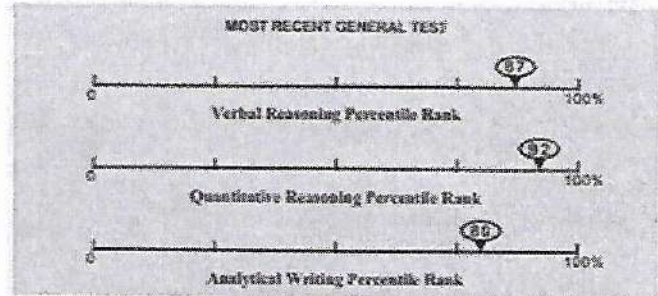 MOST RECENT GENERAL TEST
87
0 100%
Verbal Reasoning Percentile Rank
92
0 100%
Quantitative Reasoning Percentile Rank
80
0 100%
Analytical Writing Percentile Rank